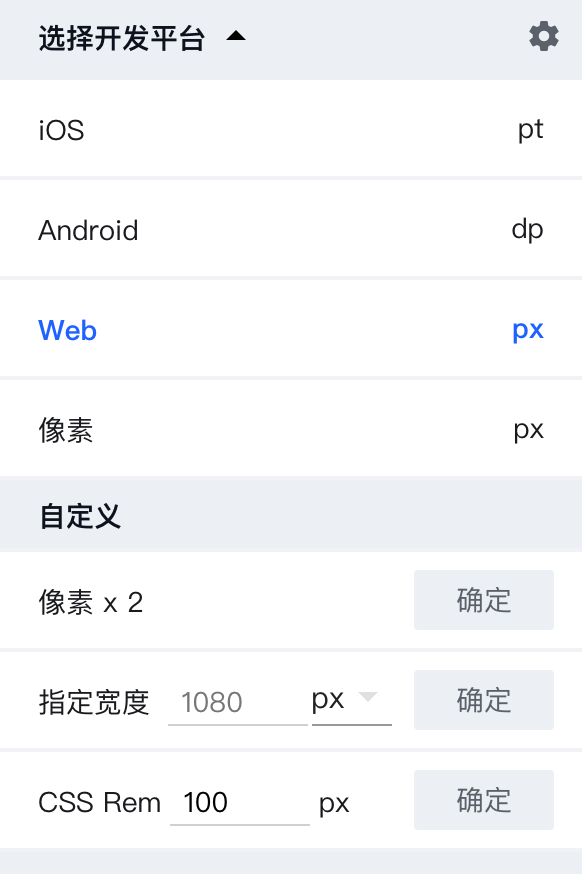 选择开发平台
iOS pt
Android dp
Web px
像素 px
自定义
像素 x 2 确定
指定宽度 1080 px 确定
CSS Rem 100 px 确定